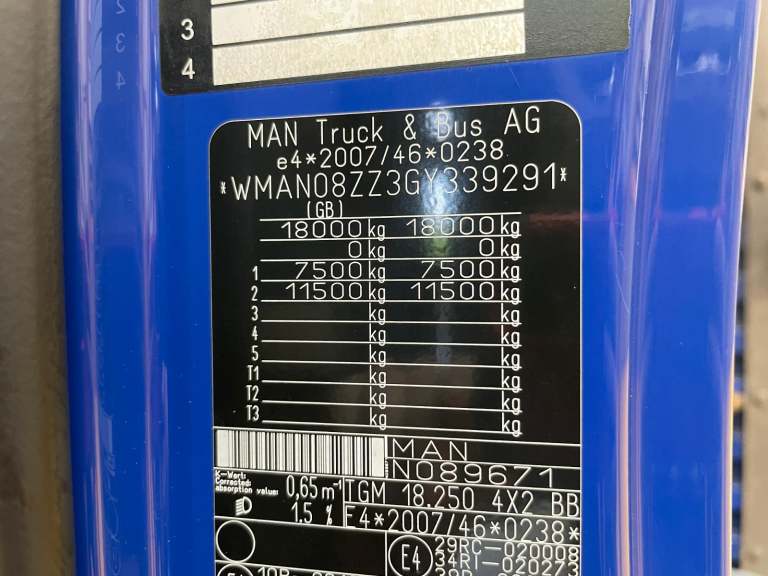 3
4
MAN Truck & Bus AG
e4*2007/46*0238
*WMAN08ZZ3GY339291*
(GB)
18000 kg 18000 kg
0 kg 0 kg
1 7500 kg 7500 kg
2 11500 kg 11500 kg
3 kg kg
4 kg kg
5 kg kg
T1 kg kg
T2 kg kg
T3 kg kg
MAN
N089671
K-Wert:
Corrected:
absorption value: 0,65 m⁻¹
TGM 18.250 4X2 BB
1.5 %
E4*2007/46*0238*
E4
29RC-020008
34RI-020273